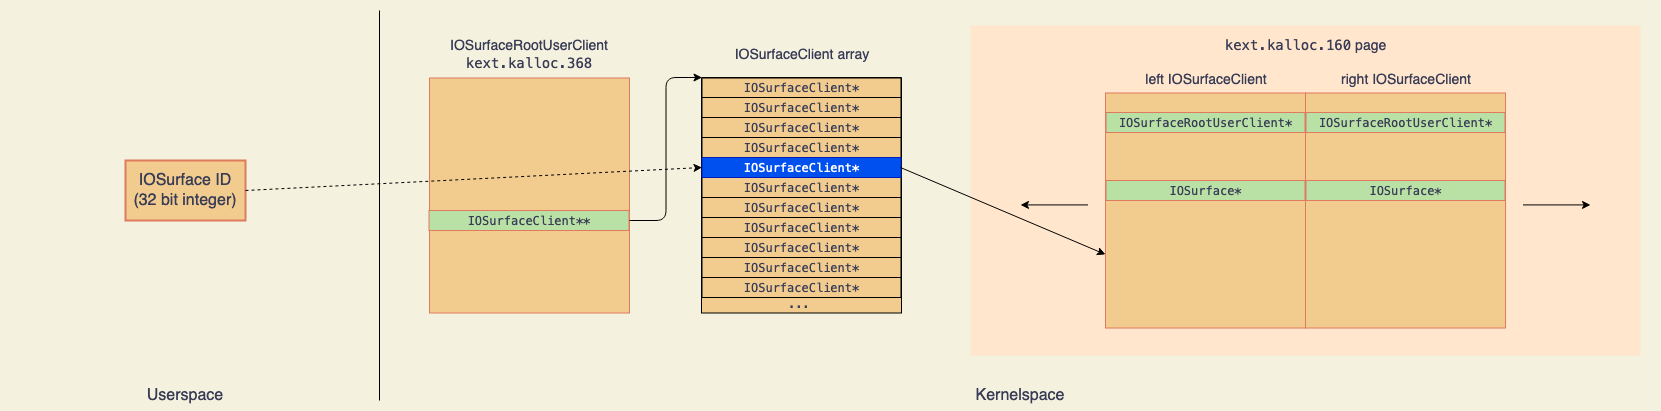 IOSurface ID
(32 bit integer)
Userspace
IOSurfaceRootUserClient
kext.kalloc.368
IOSurfaceClient**
IOSurfaceClient array
IOSurfaceClient*
IOSurfaceClient*
IOSurfaceClient*
IOSurfaceClient*
IOSurfaceClient*
IOSurfaceClient*
IOSurfaceClient*
IOSurfaceClient*
IOSurfaceClient*
IOSurfaceClient*
IOSurfaceClient*
...
kext.kalloc.160 page
left IOSurfaceClient
right IOSurfaceClient
IOSurfaceRootUserClient*
IOSurfaceRootUserClient*
IOSurface*
IOSurface*
Kernelspace